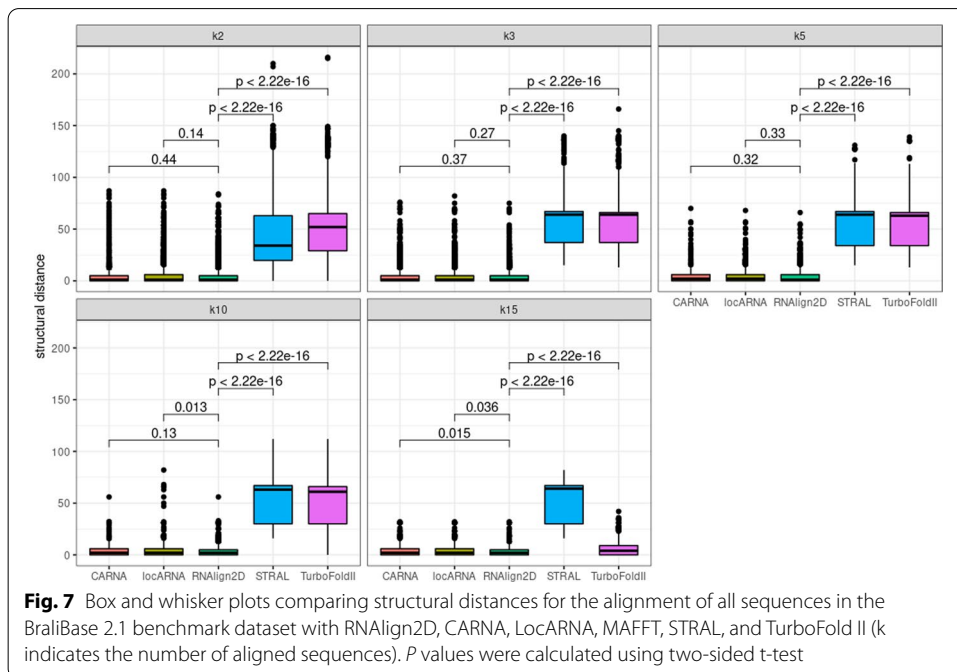 k2 k3 k5
200
150
100
50
0
p < 2.22e-16
p < 2.22e-16
0.14
0.44
p < 2.22e-16
p < 2.22e-16
0.27
0.37
p < 2.22e-16
p < 2.22e-16
0.33
0.32
CARNA locARNA RNAlign2D STRAL TurboFoldII
structural distance
k10 k15
200
150
100
50
0
p < 2.22e-16
p < 2.22e-16
0.013
0.13
p < 2.22e-16
p < 2.22e-16
0.036
0.015
CARNA locARNA RNAlign2D STRAL TurboFoldII CARNA locARNA RNAlign2D STRAL TurboFoldII
Fig. 7 Box and whisker plots comparing structural distances for the alignment of all sequences in the
BraliBase 2.1 benchmark dataset with RNAlign2D, CARNA, LocARNA, MAFFT, STRAL, and TurboFold II (k
indicates the number of aligned sequences). P values were calculated using two-sided t-test